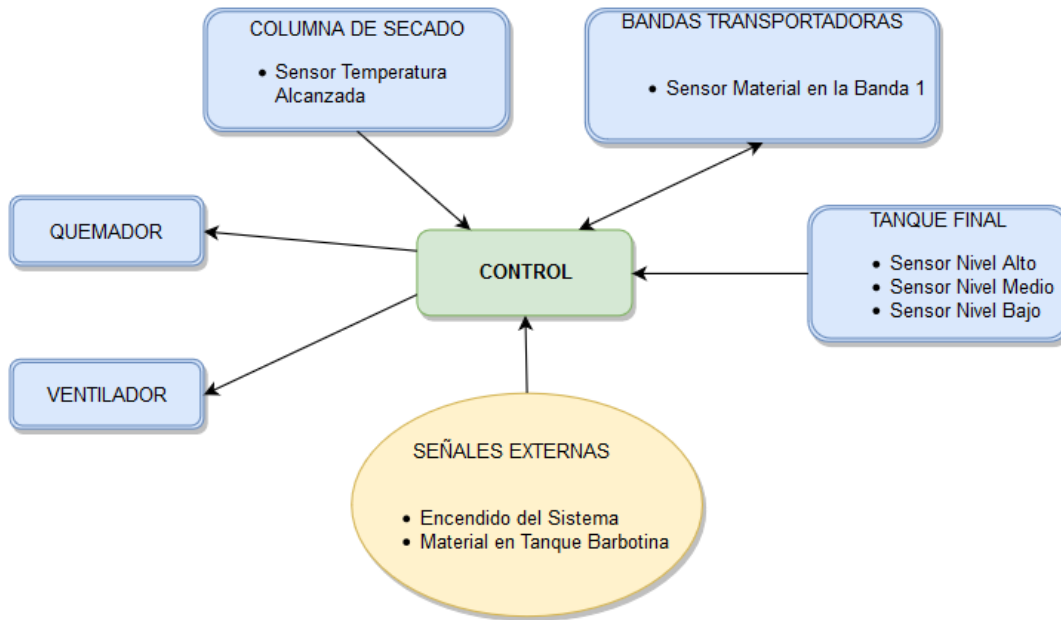 COLUMNA DE SECADO
• Sensor Temperatura
Alcanzada
BANDAS TRANSPORTADORAS
• Sensor Material en la Banda 1
QUEMADOR
CONTROL
TANQUE FINAL
• Sensor Nivel Alto
• Sensor Nivel Medio
• Sensor Nivel Bajo
VENTILADOR
SEÑALES EXTERNAS
• Encendido del Sistema
• Material en Tanque Barbotina